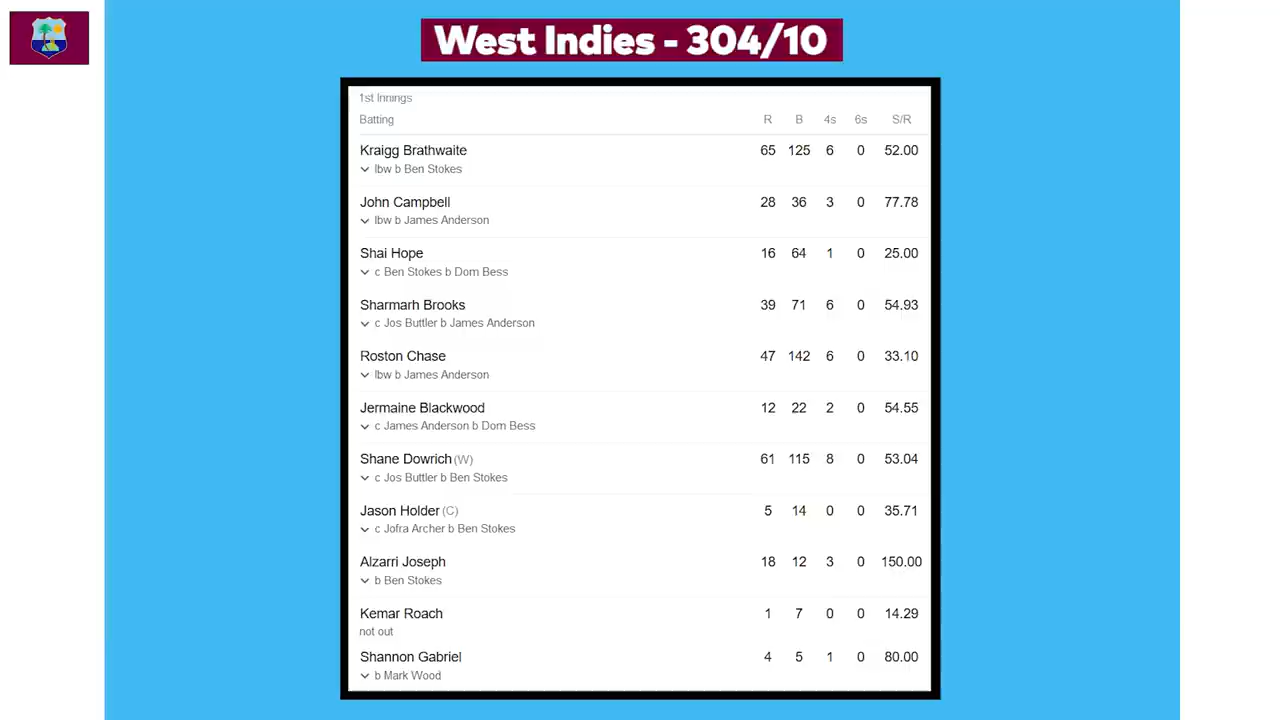 West Indies - 304/10
1st Innings
Batting R B 4s 6s S/R
Kraigg Brathwaite 65 125 6 0 52.00
lbw b Ben Stokes
John Campbell 28 36 3 0 77.78
lbw b James Anderson
Shai Hope 16 64 1 0 25.00
c Ben Stokes b Dom Bess
Sharmarh Brooks 39 71 6 0 54.93
c Jos Buttler b James Anderson
Roston Chase 47 142 6 0 33.10
lbw b James Anderson
Jermaine Blackwood 12 22 2 0 54.55
c James Anderson b Dom Bess
Shane Dowrich (W) 61 115 8 0 53.04
c Jos Buttler b Ben Stokes
Jason Holder (C) 5 14 0 0 35.71
c Jofra Archer b Ben Stokes
Alzarri Joseph 18 12 3 0 150.00
b Ben Stokes
Kemar Roach 1 7 0 0 14.29
not out
Shannon Gabriel 4 5 1 0 80.00
b Mark Wood